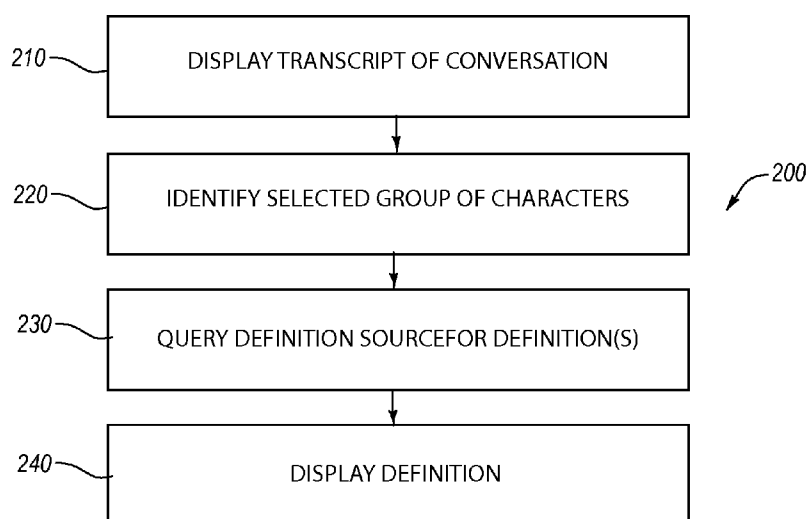 210
DISPLAY TRANSCRIPT OF CONVERSATION
220
IDENTIFY SELECTED GROUP OF CHARACTERS
200
230
QUERY DEFINITION SOURCEFOR DEFINITION(S)
240
DISPLAY DEFINITION